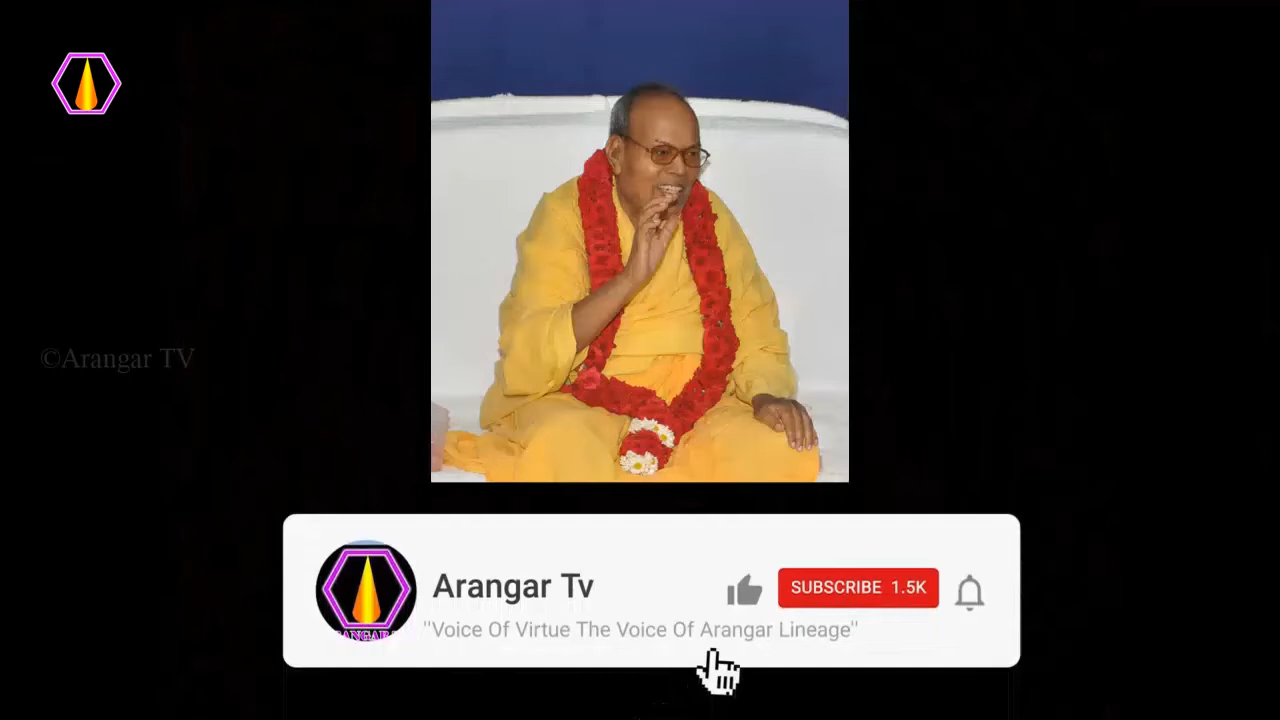 ©Arangar TV
Arangar Tv
SUBSCRIBE 1.5K
"Voice Of Virtue The Voice Of Arangar Lineage"